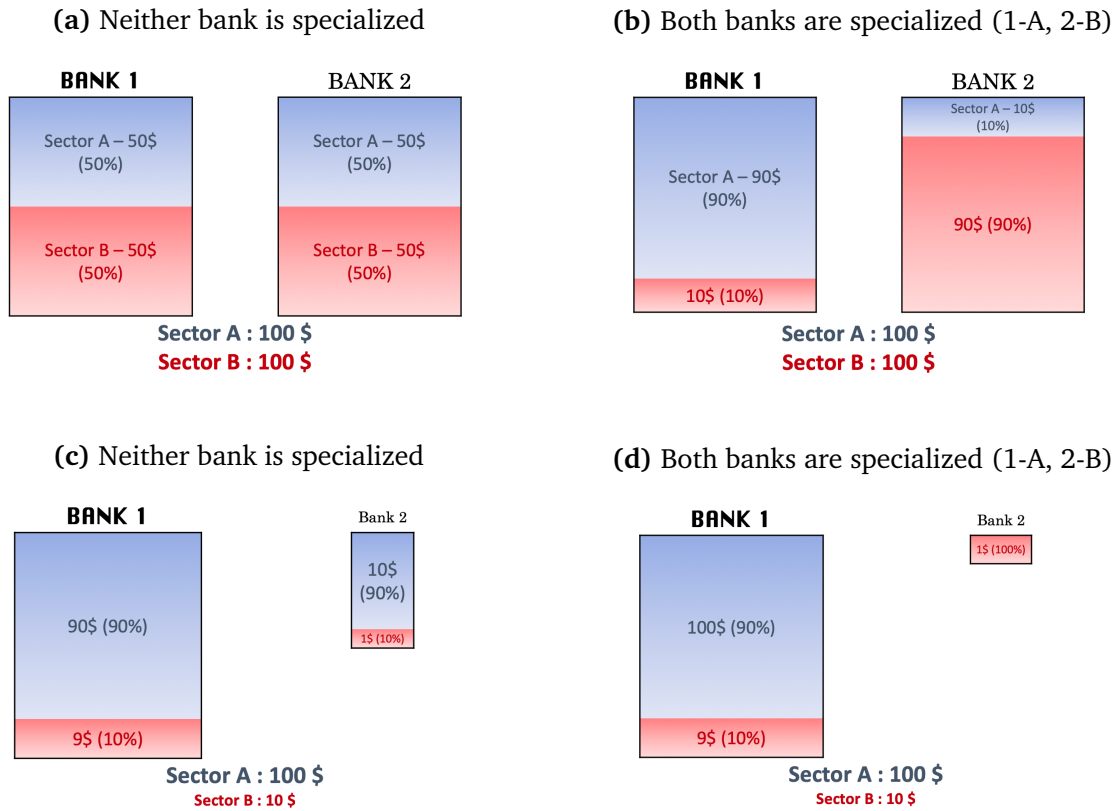 (a) Neither bank is specialized
BANK 1
BANK 2
Sector A – 50$
(50%)
Sector A – 50$
(50%)
Sector B – 50$
(50%)
Sector B – 50$
(50%)
Sector A : 100 $
Sector B : 100 $
(b) Both banks are specialized (1-A, 2-B)
BANK 1
BANK 2
Sector A – 90$
(90%)
Sector A – 10$
(10%)
90$ (90%)
10$ (10%)
Sector A : 100 $
Sector B : 100 $
(c) Neither bank is specialized
BANK 1
Bank 2
90$ (90%)
10$
(90%)
1$ (10%)
9$ (10%)
Sector A : 100 $
Sector B : 10 $
(d) Both banks are specialized (1-A, 2-B)
BANK 1
Bank 2
1$ (100%)
100$ (90%)
9$ (10%)
Sector A : 100 $
Sector B : 10 $